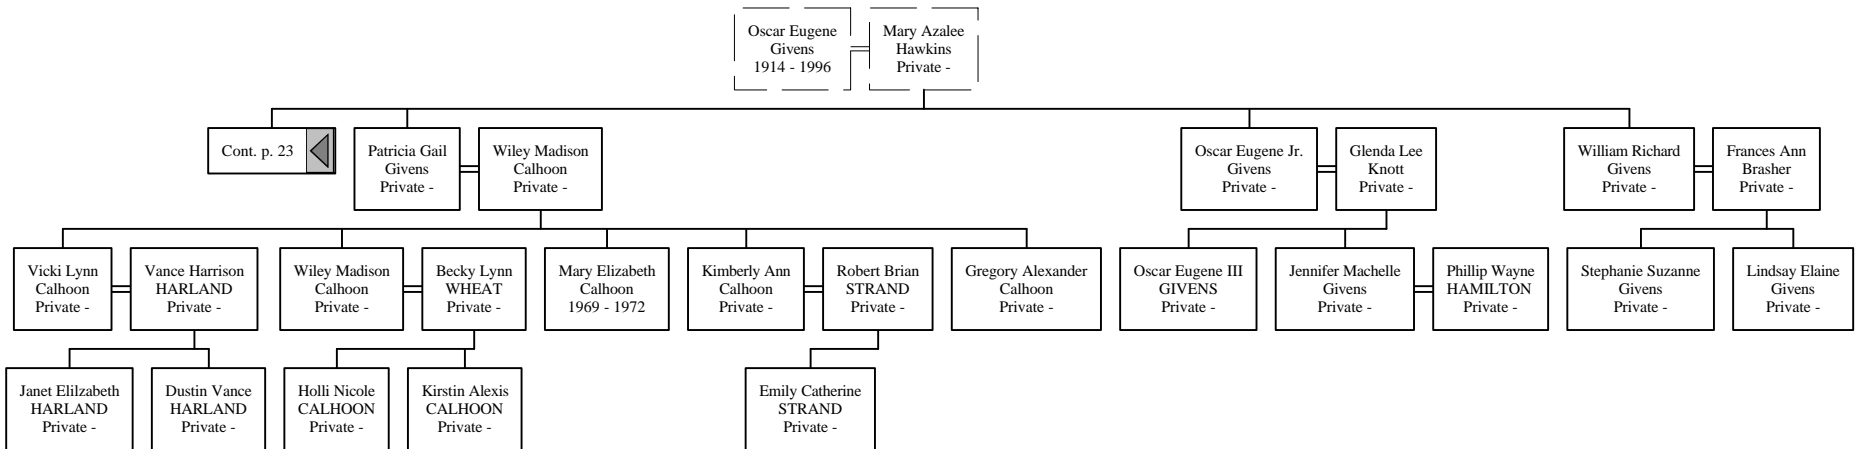 Oscar Eugene
Givens
1914 - 1996
Mary Azalee
Hawkins
Private -
Cont. p. 23
Patricia Gail
Givens
Private -
Wiley Madison
Calhoon
Private -
Oscar Eugene Jr.
Givens
Private -
Glenda Lee
Knott
Private -
William Richard
Givens
Private -
Frances Ann
Brasher
Private -
Vicki Lynn
Calhoon
Private -
Vance Harrison
HARLAND
Private -
Wiley Madison
Calhoon
Private -
Becky Lynn
WHEAT
Private -
Mary Elizabeth
Calhoon
1969 - 1972
Kimberly Ann
Calhoon
Private -
Robert Brian
STRAND
Private -
Gregory Alexander
Calhoon
Private -
Oscar Eugene III
GIVENS
Private -
Jennifer Machelle
Givens
Private -
Phillip Wayne
HAMILTON
Private -
Stephanie Suzanne
Givens
Private -
Lindsay Elaine
Givens
Private -
Janet Elilzabeth
HARLAND
Private -
Dustin Vance
HARLAND
Private -
Holli Nicole
CALHOON
Private -
Kirstin Alexis
CALHOON
Private -
Emily Catherine
STRAND
Private -